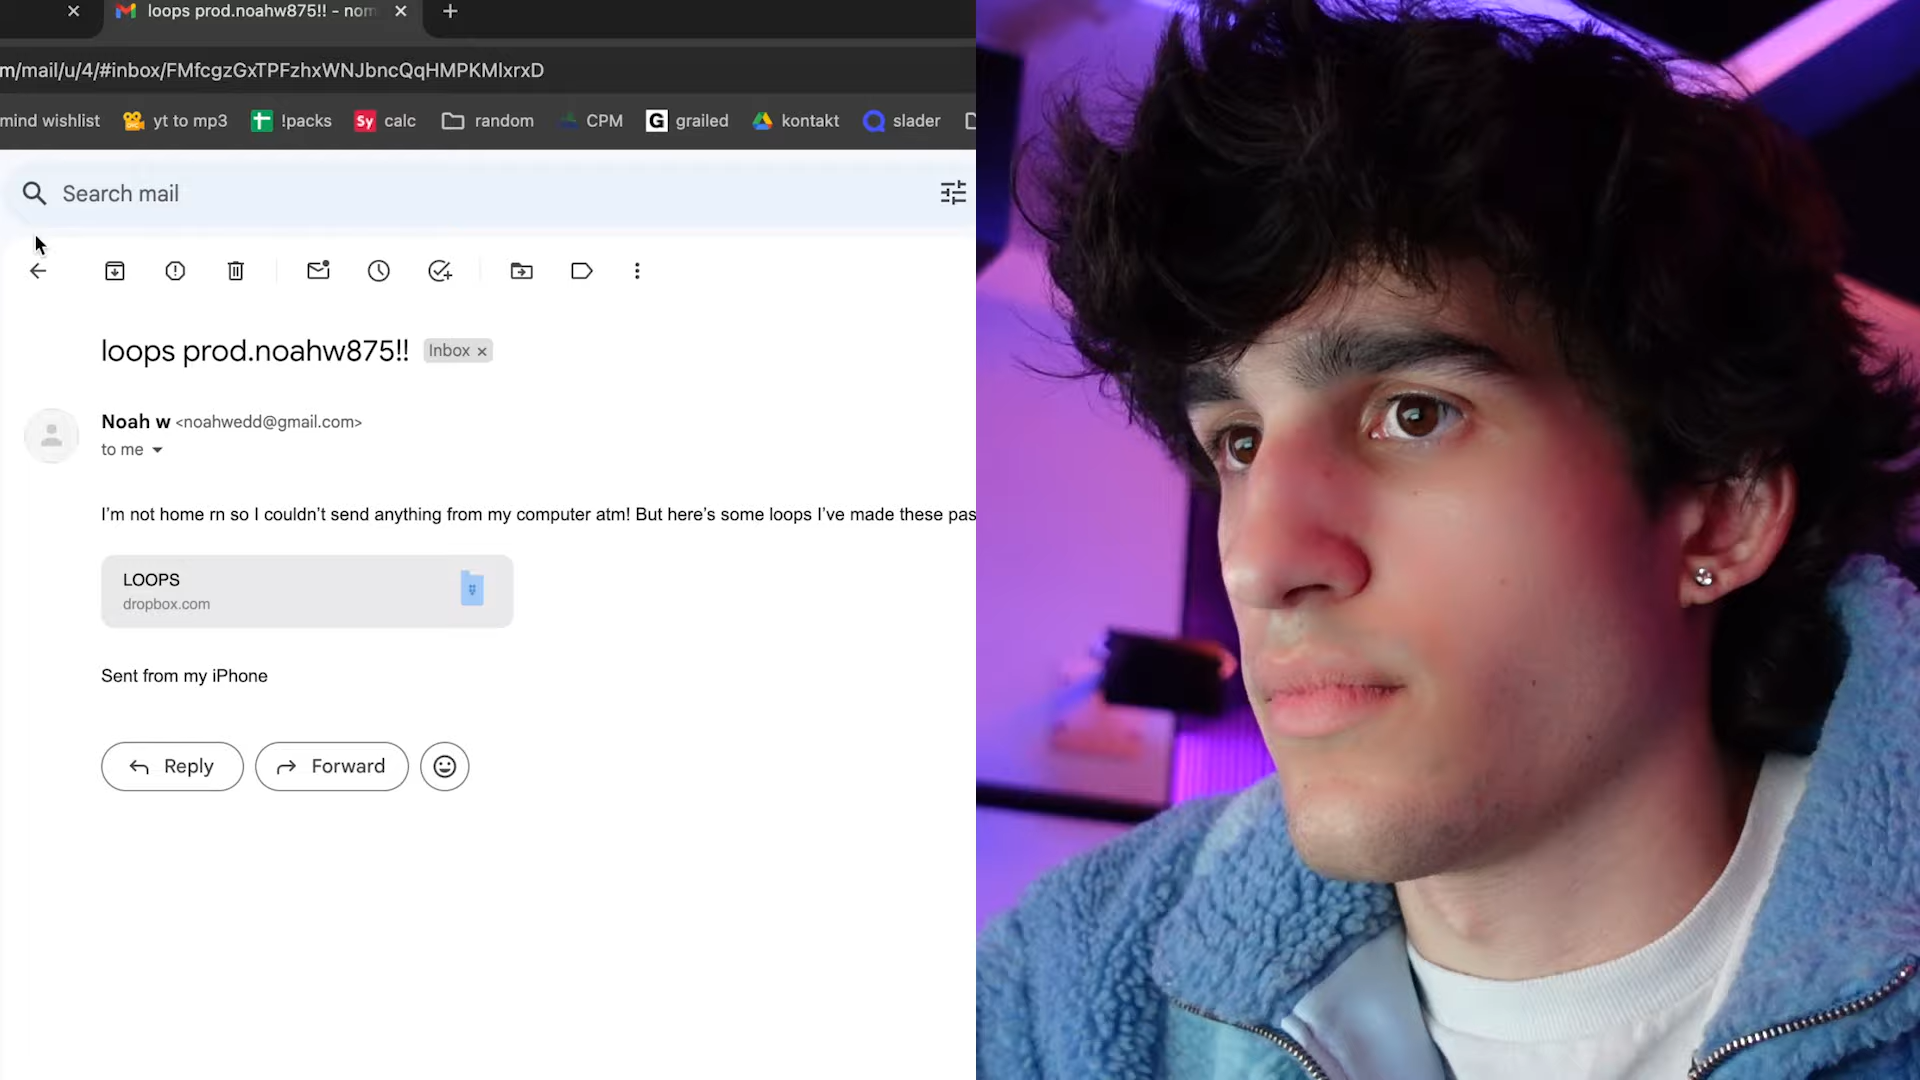 loops prod.noahw875!! - nom
m/mail/u/4/#inbox/FMfcgzGxTPFzhxWNJbncQqHMPKMlxrxD
mind wishlist yt to mp3 !packs Sy calc random CPM G grailed kontakt slader
Search mail
loops prod.noahw875!! Inbox
Noah w <noahwedd@gmail.com>
to me
I’m not home rn so I couldn’t send anything from my computer atm! But here’s some loops I’ve made these pas
LOOPS
dropbox.com
Sent from my iPhone
Reply Forward